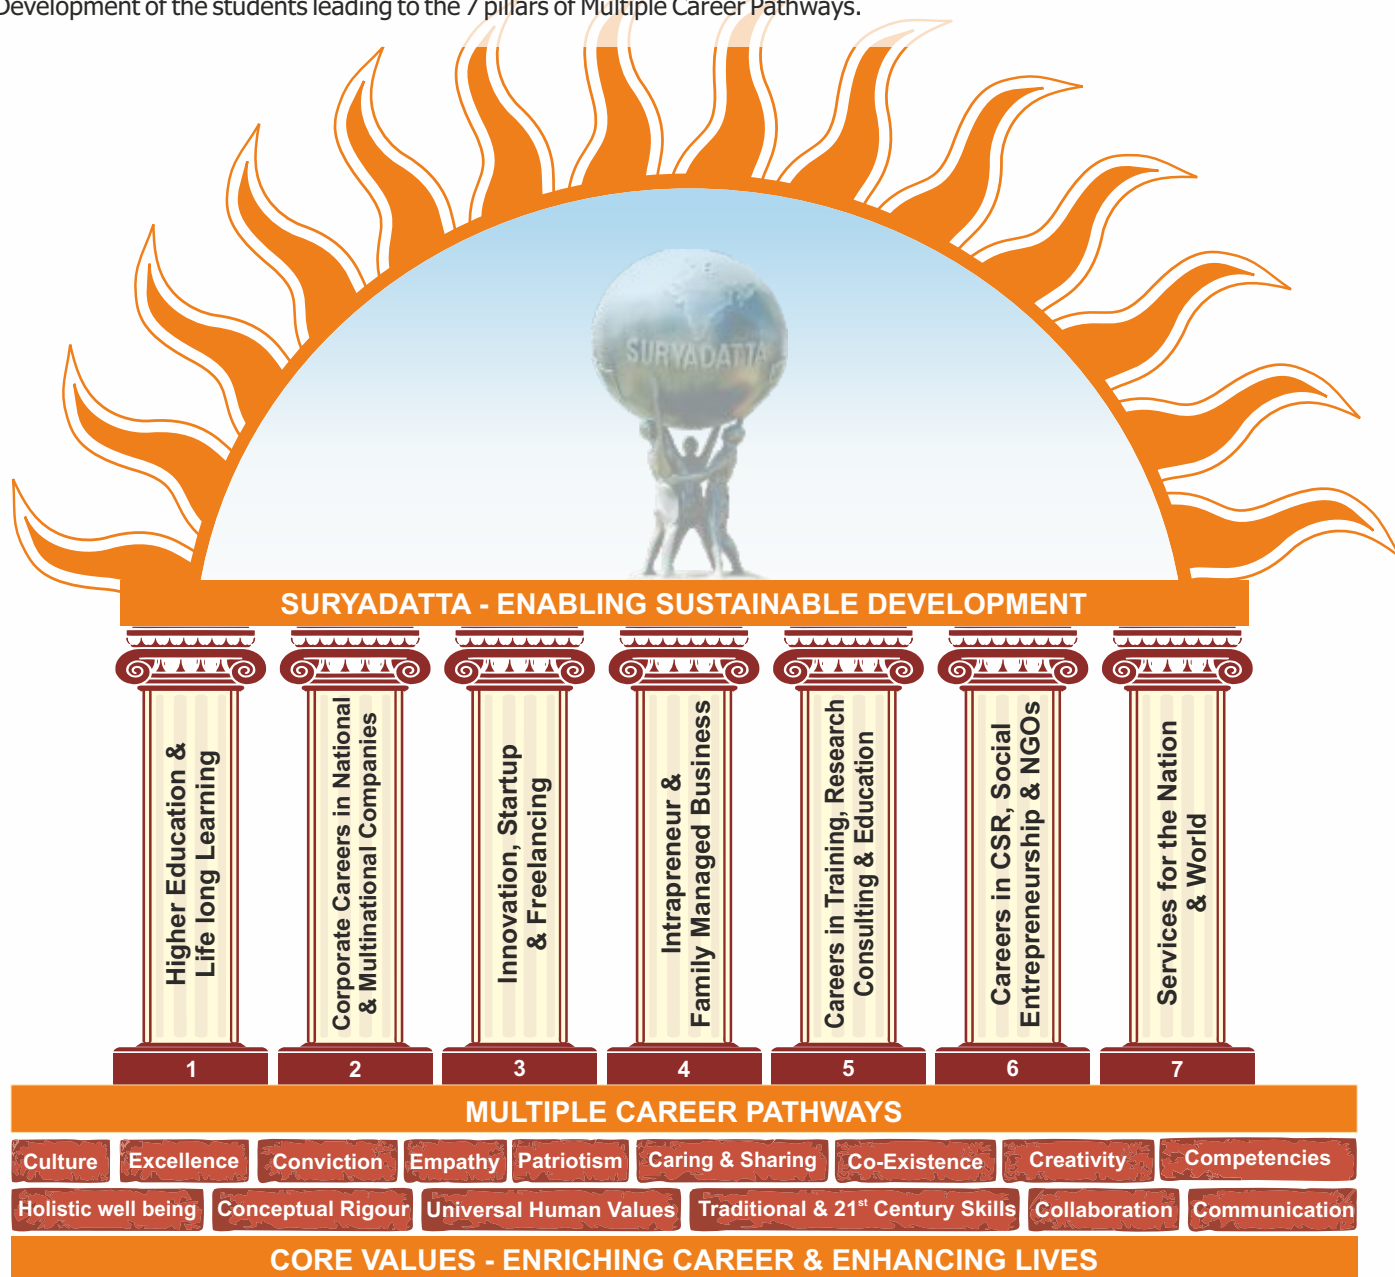 Development of the students leading to the 7 pillars of Multiple Career Pathways.
SURYADATTA
SURYADATTA - ENABLING SUSTAINABLE DEVELOPMENT
Higher Education &
Life long Learning
Corporate Careers in National
& Multinational Companies
Innovation, Startup
& Freelancing
Intrapreneur &
Family Managed Business
Careers in Training, Research
Consulting & Education
Careers in CSR, Social
Entrepreneurship & NGOs
Services for the Nation
& World
1 2 3 4 5 6 7
MULTIPLE CAREER PATHWAYS
Culture Excellence Conviction Empathy Patriotism Caring & Sharing Co-Existence Creativity Competencies
Holistic well being Conceptual Rigour Universal Human Values Traditional & 21st Century Skills Collaboration Communication
CORE VALUES - ENRICHING CAREER & ENHANCING LIVES